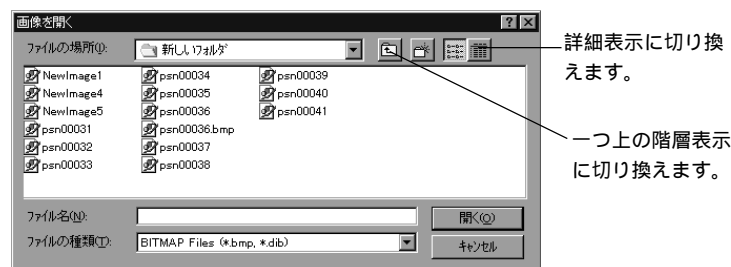 画像を開く
ファイルの場所(I):
新しいフォルダ
NewImage1
NewImage4
NewImage5
psn00031
psn00032
psn00033
psn00034
psn00035
psn00036
psn00036.bmp
psn00037
psn00038
psn00039
psn00040
psn00041
ファイル名(N):
開く(O)
ファイルの種類(T):
BITMAP Files (*.bmp, *.dib)
キャンセル
詳細表示に切り換
えます。
一つ上の階層表示
に切り換えます。